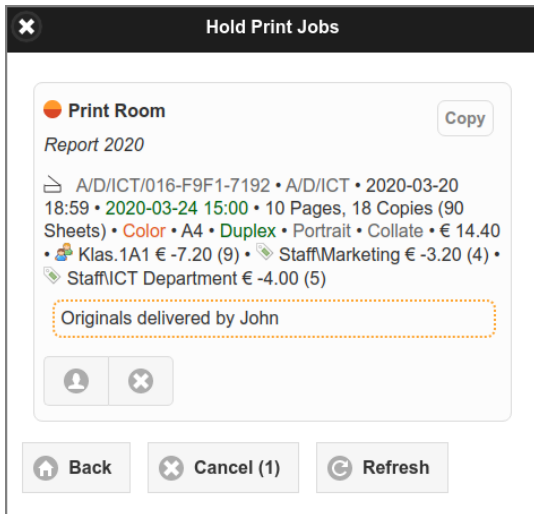 Hold Print Jobs
Print Room
Copy
Report 2020
A/D/ICT/016-F9F1-7192 • A/D/ICT • 2020-03-20
18:59 • 2020-03-24 15:00 • 10 Pages, 18 Copies (90
Sheets) • Color • A4 • Duplex • Portrait • Collate • € 14.40
• Klas.1A1 € -7.20 (9) • Staff\Marketing € -3.20 (4) •
Staff\ICT Department € -4.00 (5)
Originals delivered by John
Back
Cancel (1)
Refresh